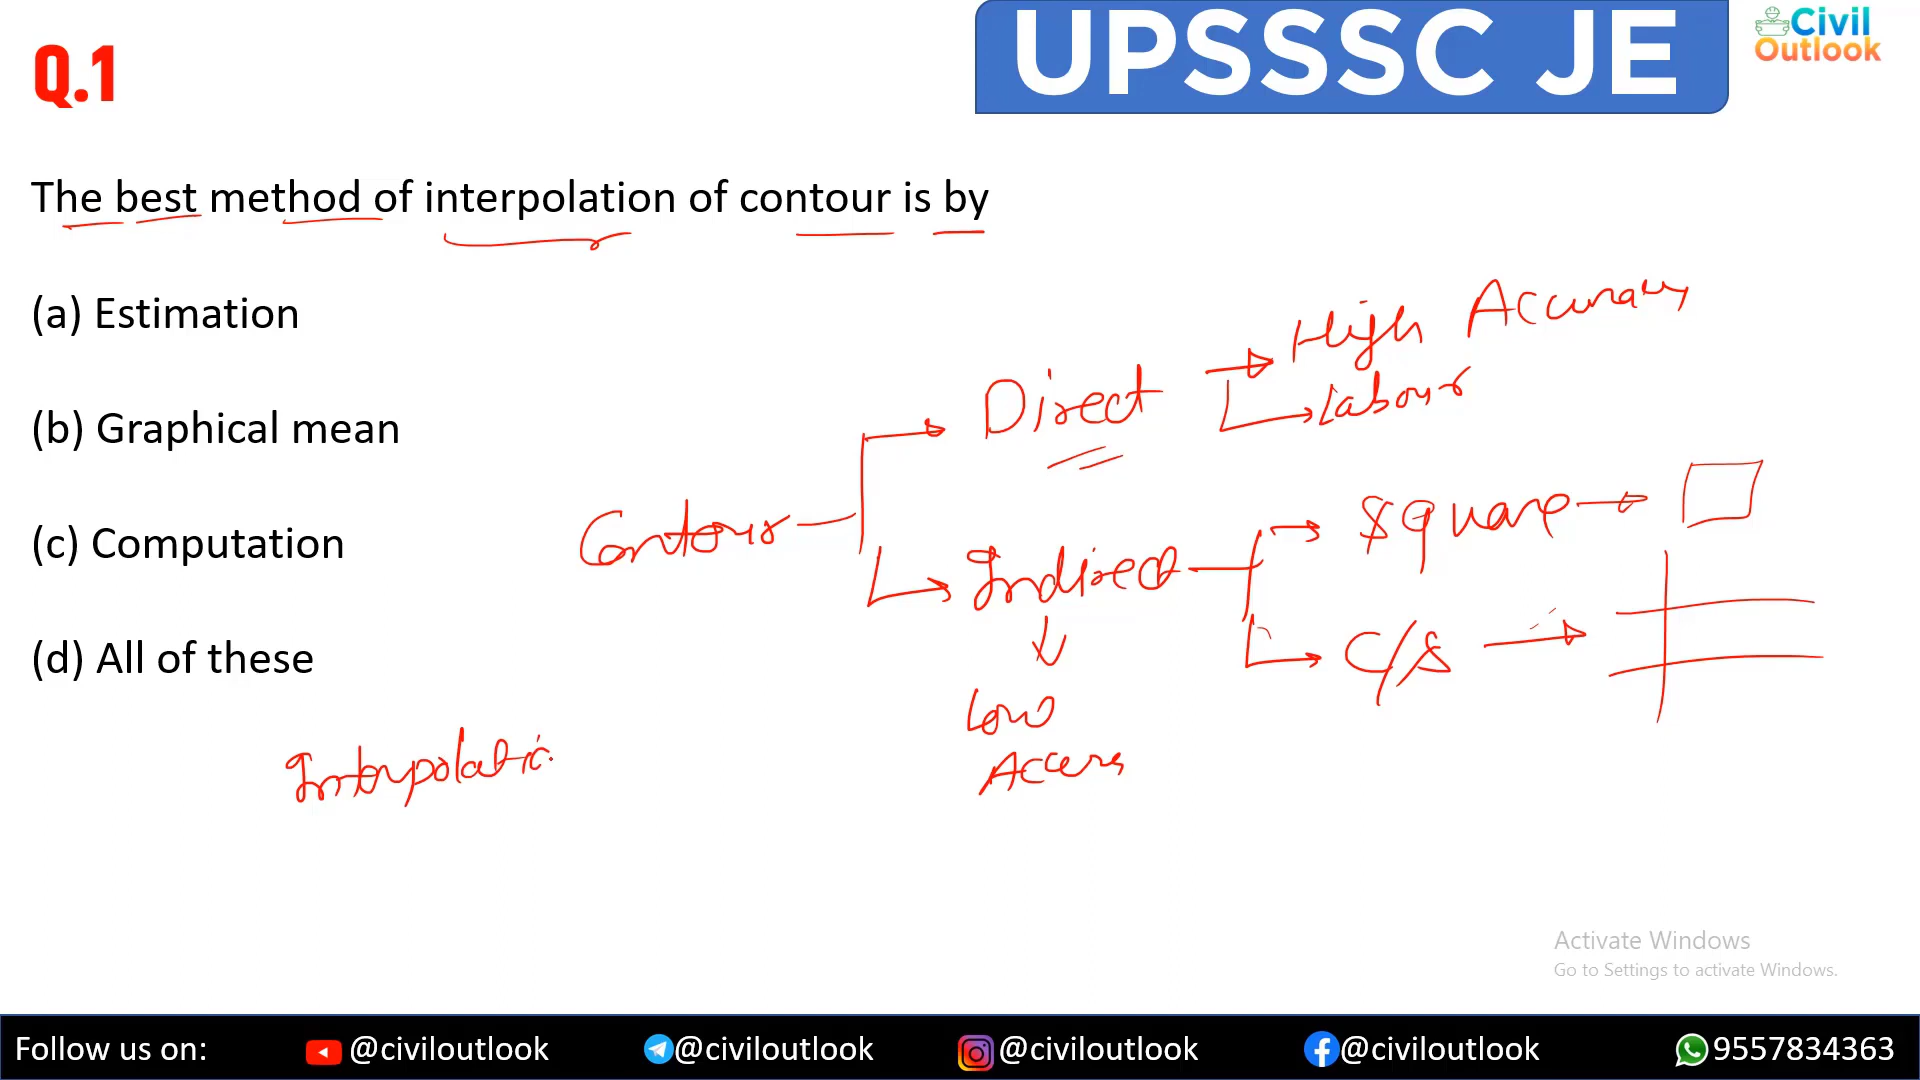 UPSSSC JE
Civil
Outlook
Q.1
The best method of interpolation of contour is by
(a) Estimation
(b) Graphical mean
(c) Computation
(d) All of these
High Accuracy
Labour
Direct
Contour
Indirect
Square
C/S
Low
Interpolatio
Activate Windows
Go to Settings to activate Windows.
Follow us on: @civiloutlook @civiloutlook @civiloutlook @civiloutlook 9557834363